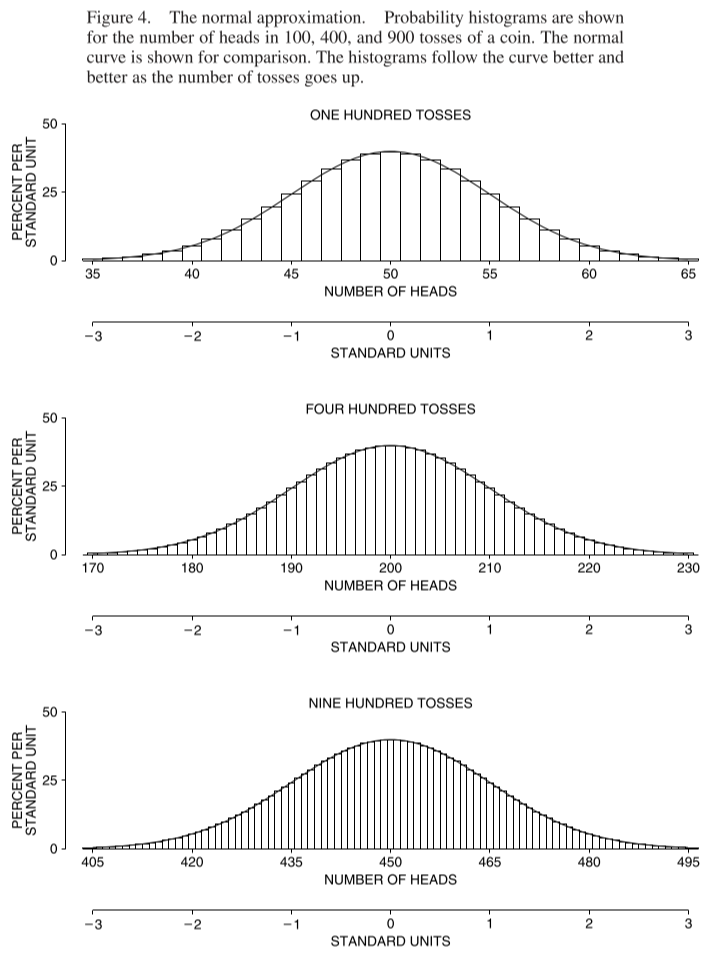 Figure 4. The normal approximation. Probability histograms are shown
for the number of heads in 100, 400, and 900 tosses of a coin. The normal
curve is shown for comparison. The histograms follow the curve better and
better as the number of tosses goes up.
ONE HUNDRED TOSSES
PERCENT PER
STANDARD UNIT
50
25
0
35 40 45 50 55 60 65
NUMBER OF HEADS
−3 −2 −1 0 1 2 3
STANDARD UNITS
FOUR HUNDRED TOSSES
PERCENT PER
STANDARD UNIT
50
25
0
170 180 190 200 210 220 230
NUMBER OF HEADS
−3 −2 −1 0 1 2 3
STANDARD UNITS
NINE HUNDRED TOSSES
PERCENT PER
STANDARD UNIT
50
25
0
405 420 435 450 465 480 495
NUMBER OF HEADS
−3 −2 −1 0 1 2 3
STANDARD UNITS